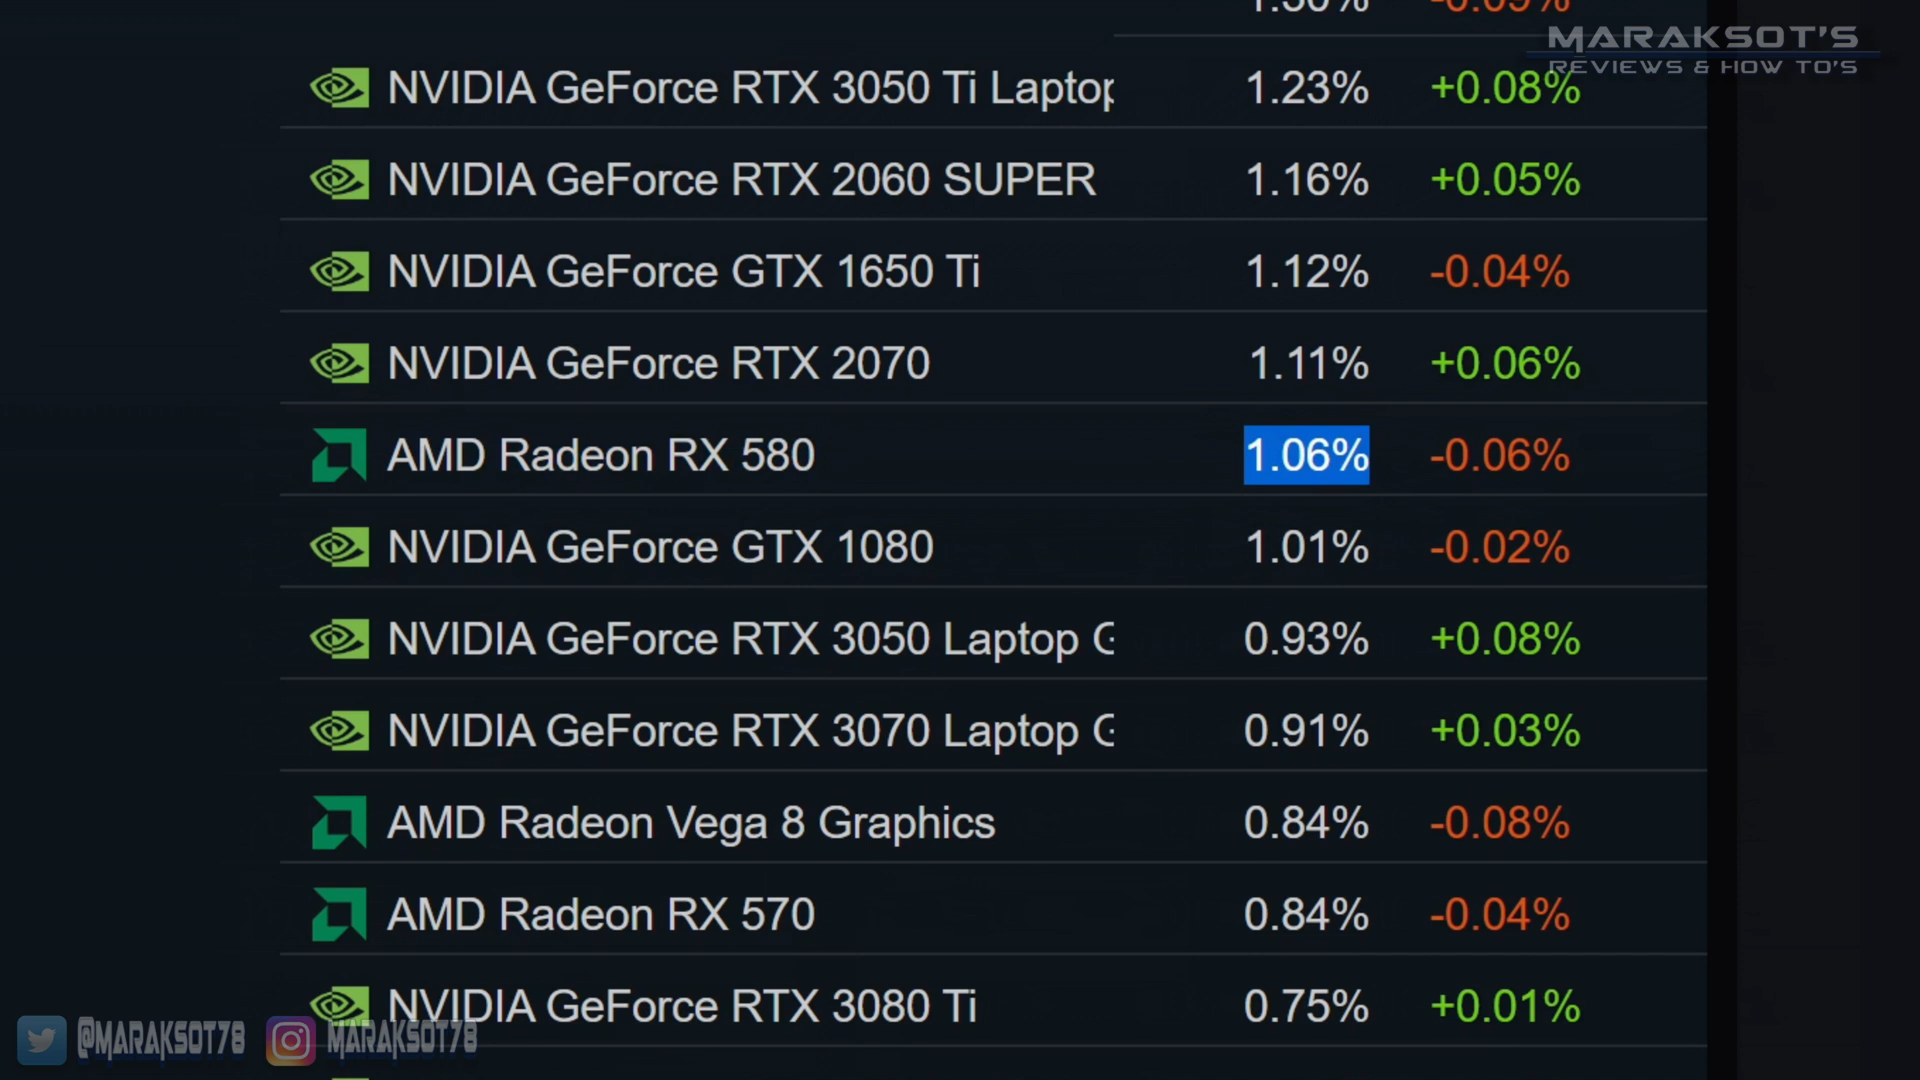 MARAKSOT'S
REVIEWS & HOW TO'S
NVIDIA GeForce RTX 3050 Ti Laptop 1.23% +0.08%
NVIDIA GeForce RTX 2060 SUPER 1.16% +0.05%
NVIDIA GeForce GTX 1650 Ti 1.12% -0.04%
NVIDIA GeForce RTX 2070 1.11% +0.06%
AMD Radeon RX 580 1.06% -0.06%
NVIDIA GeForce GTX 1080 1.01% -0.02%
NVIDIA GeForce RTX 3050 Laptop G 0.93% +0.08%
NVIDIA GeForce RTX 3070 Laptop G 0.91% +0.03%
AMD Radeon Vega 8 Graphics 0.84% -0.08%
AMD Radeon RX 570 0.84% -0.04%
NVIDIA GeForce RTX 3080 Ti 0.75% +0.01%
@MARAKSOT78 MARAKSOT78